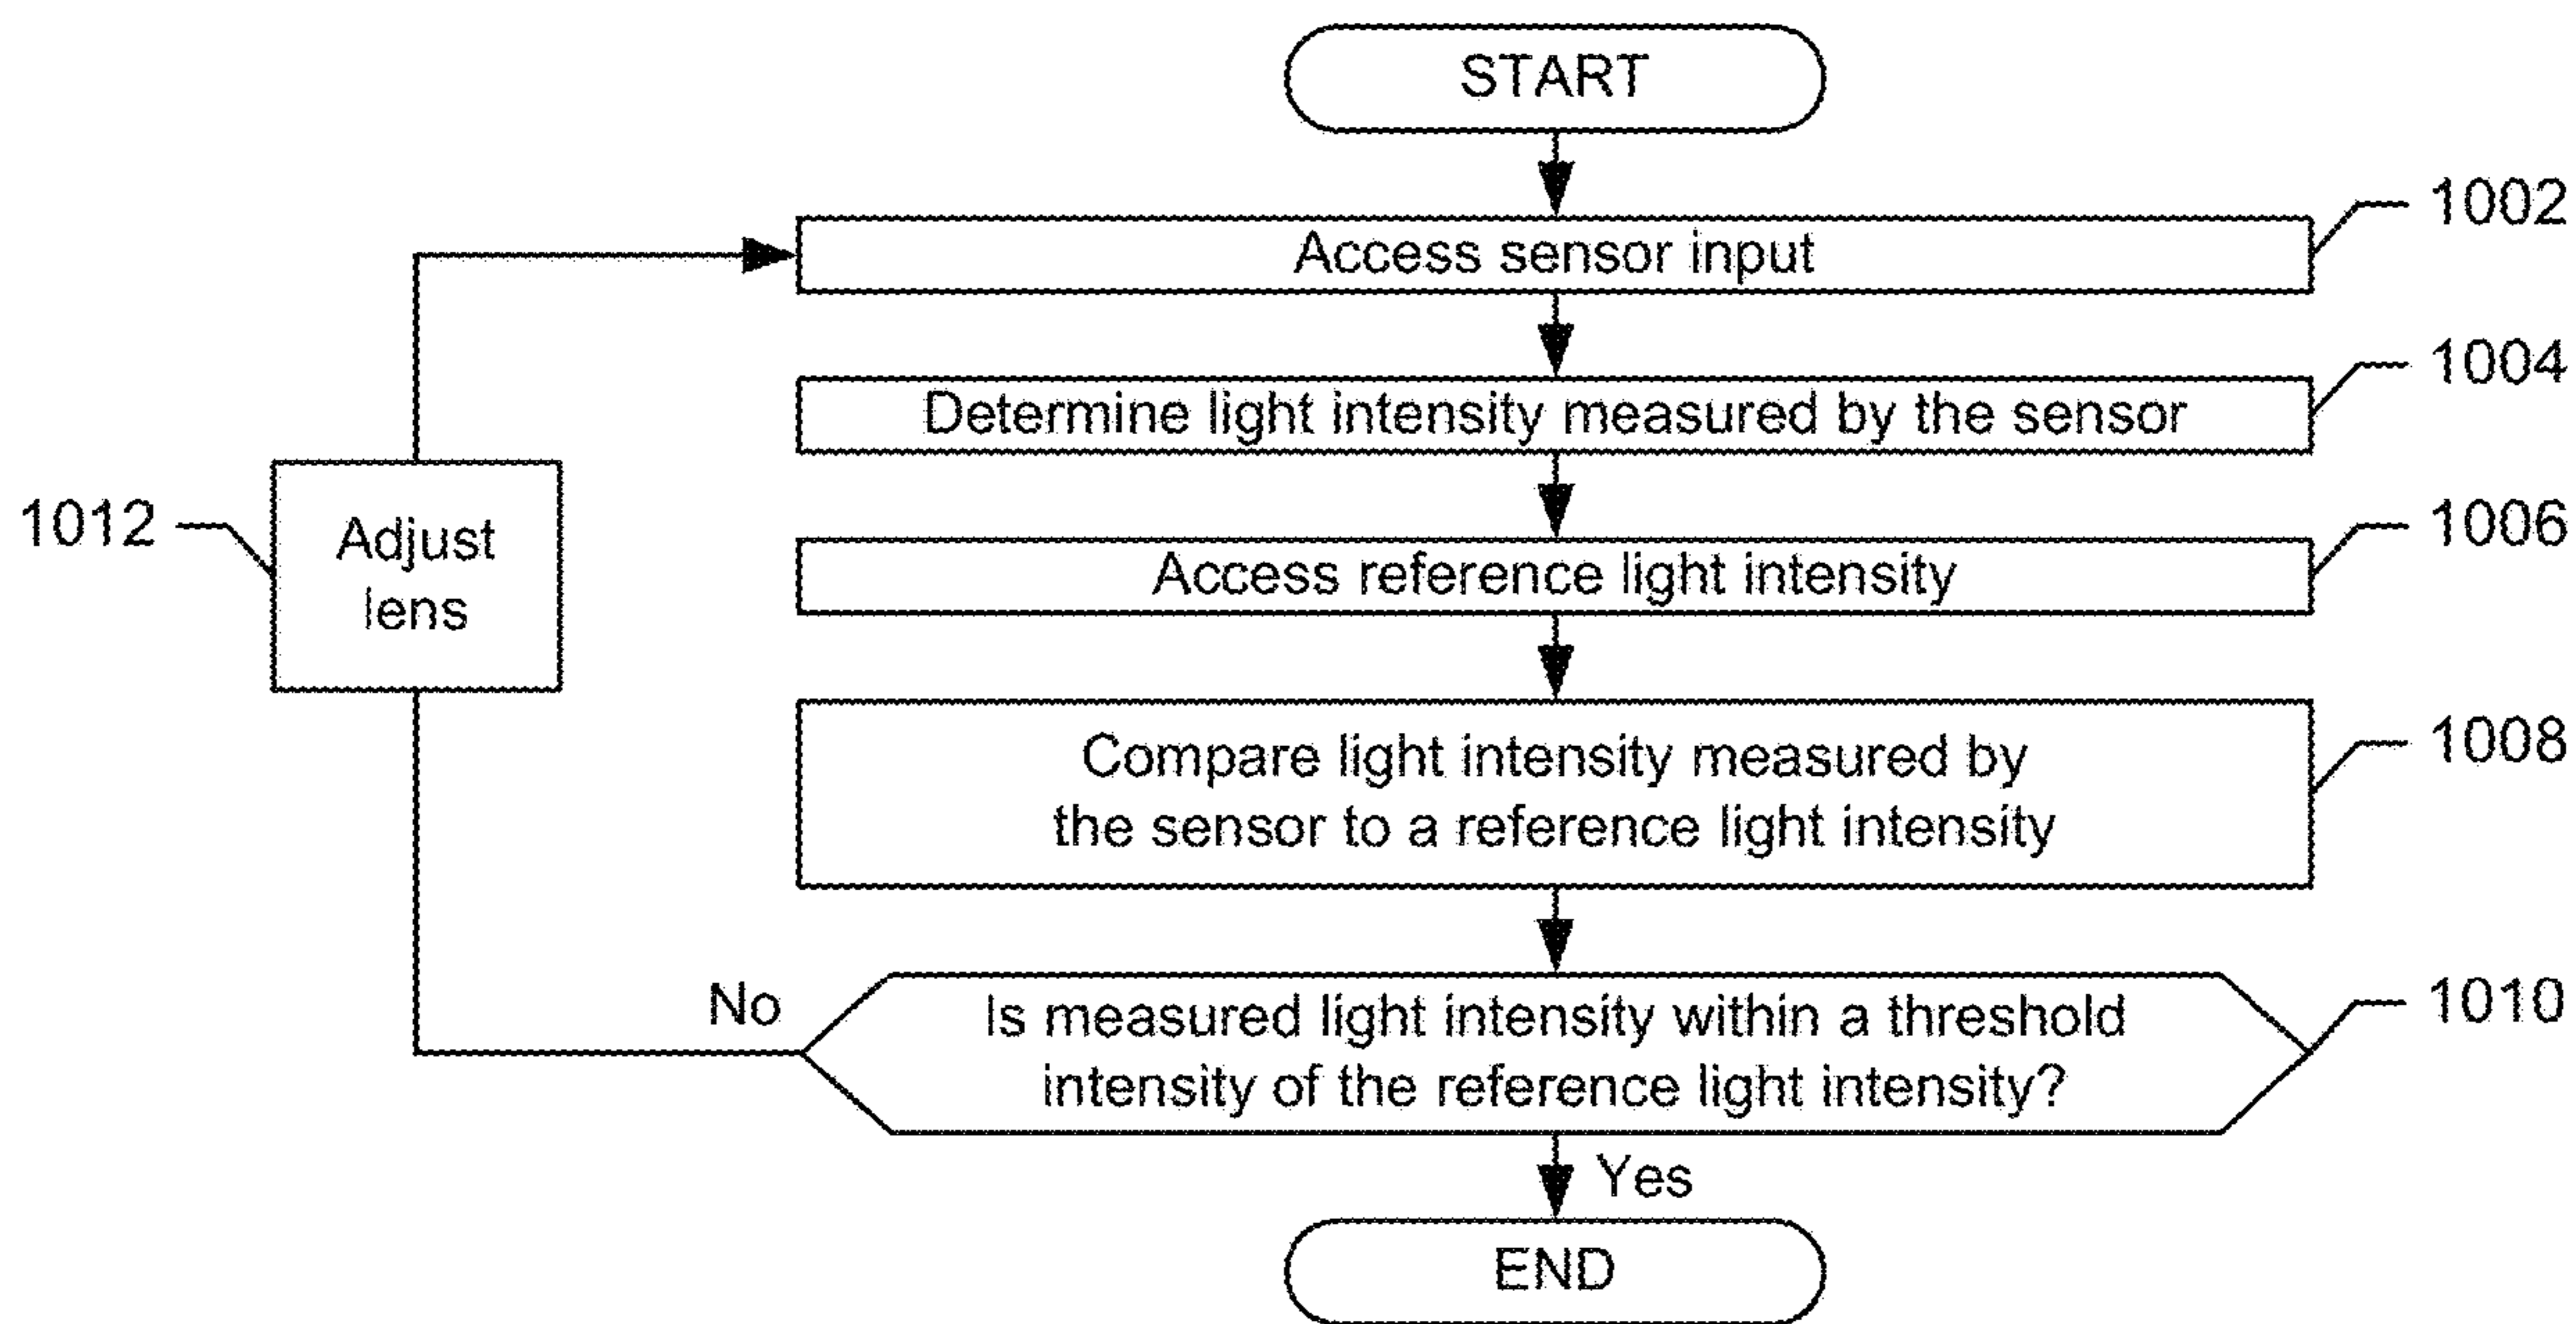 START
Access sensor input
1002
Determine light intensity measured by the sensor
1004
Access reference light intensity
1006
Adjust
lens
1012
Compare light intensity measured by
the sensor to a reference light intensity
1008
No
Is measured light intensity within a threshold
intensity of the reference light intensity?
1010
Yes
END